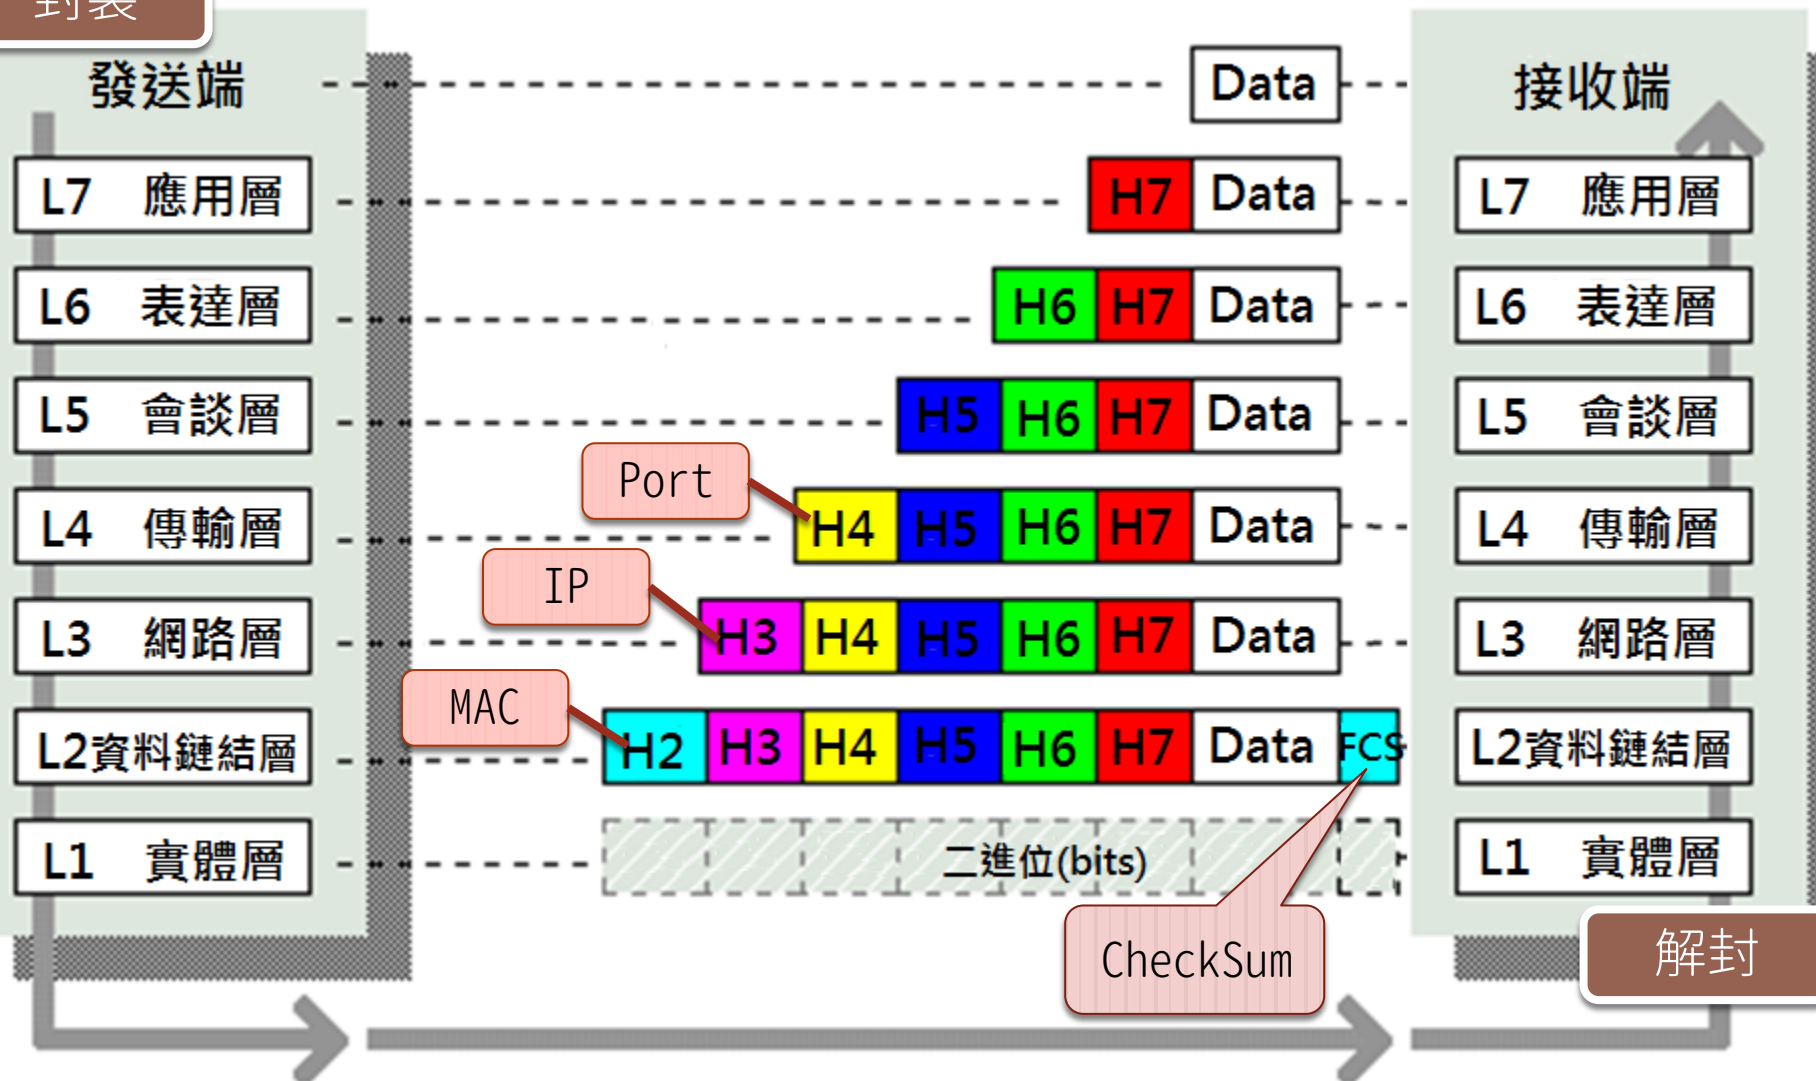 封裝
發送端
Data
接收端
L7 應用層
H7 Data
L7 應用層
L6 表達層
H6 H7 Data
L6 表達層
L5 會談層
H5 H6 H7 Data
L5 會談層
Port
L4 傳輸層
H4 H5 H6 H7 Data
L4 傳輸層
IP
L3 網路層
H3 H4 H5 H6 H7 Data
L3 網路層
MAC
L2資料鏈結層
H2 H3 H4 H5 H6 H7 Data FCS
L2資料鏈結層
L1 實體層
二進位(bits)
L1 實體層
CheckSum
解封